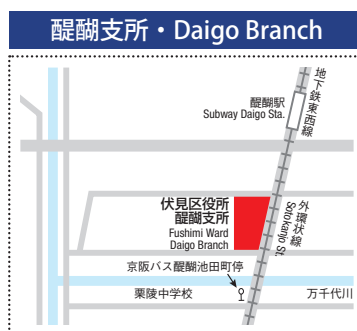 醍醐支所・Daigo Branch
地下鉄東西線
醍醐駅
Subway Daigo Sta.
伏見区役所
醍醐支所
Fushimi Ward
Daigo Branch
外環状線
Sotokanjo St.
京阪バス醍醐池田町停
栗陵中学校
万千代川